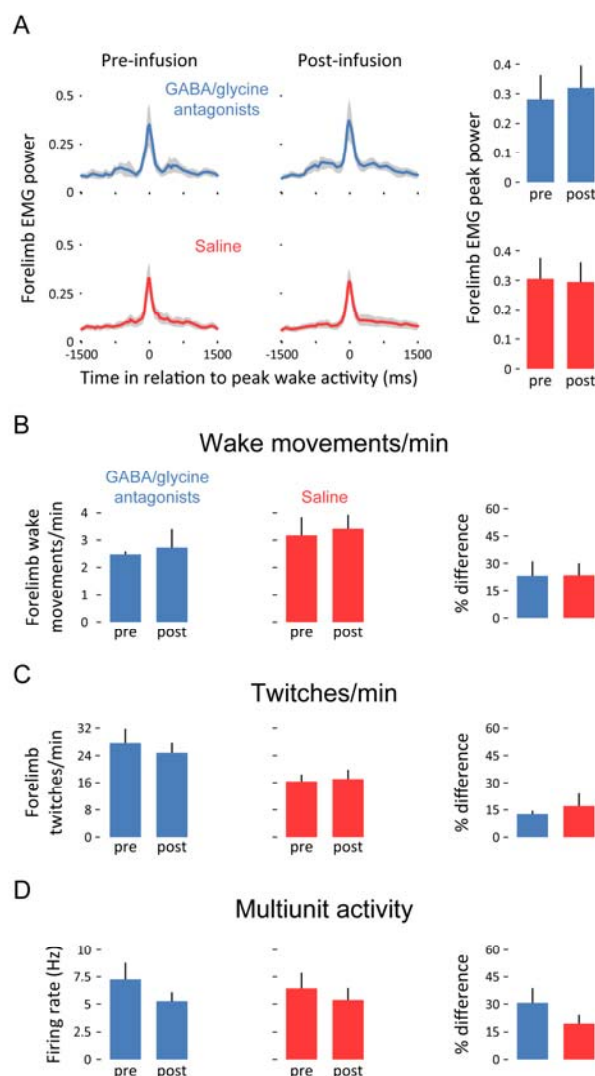 A
Pre-infusion
Post-infusion
GABA/glycine
antagonists
Forelimb EMG power
0.5
0.25
0
Saline
0.5
0.25
0
-1500 0 1500 -1500 0 1500
Time in relation to peak wake activity (ms)
Forelimb EMG peak power
0.4
0.3
0.2
0.1
0
pre post
0.4
0.3
0.2
0.1
0
pre post
B
Wake movements/min
GABA/glycine
antagonists
Saline
Forelimb wake
movements/min
4
3
2
1
0
pre post
pre post
% difference
60
45
30
15
0
C
Twitches/min
Forelimb
twitches/min
32
24
16
8
0
pre post
pre post
% difference
60
45
30
15
0
D
Multiunit activity
Firing rate (Hz)
10
7.5
5
2.5
0
pre post
pre post
% difference
60
45
30
15
0